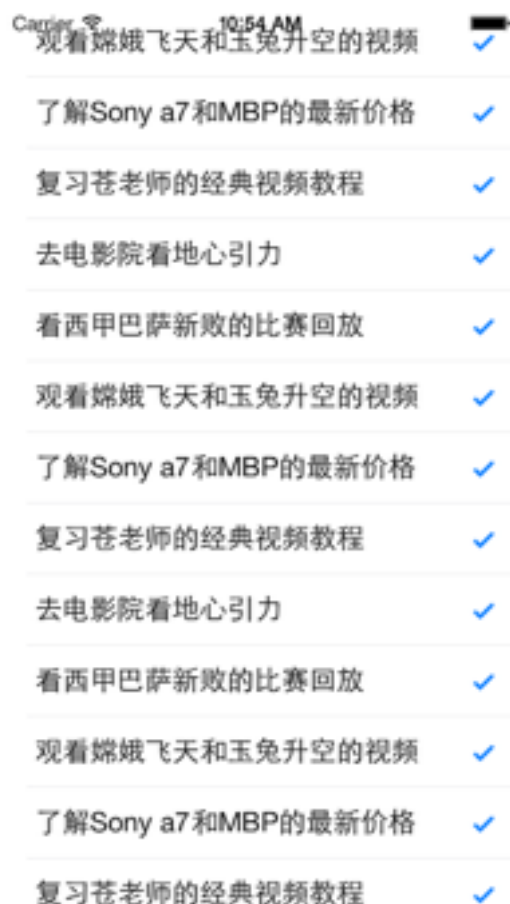 Carrier 10:54 AM
观看嫦娥飞天和玉兔升空的视频
了解Sony a7和MBP的最新价格
复习苍老师的经典视频教程
去电影院看地心引力
看西甲巴萨新败的比赛回放
观看嫦娥飞天和玉兔升空的视频
了解Sony a7和MBP的最新价格
复习苍老师的经典视频教程
去电影院看地心引力
看西甲巴萨新败的比赛回放
观看嫦娥飞天和玉兔升空的视频
了解Sony a7和MBP的最新价格
复习苍老师的经典视频教程